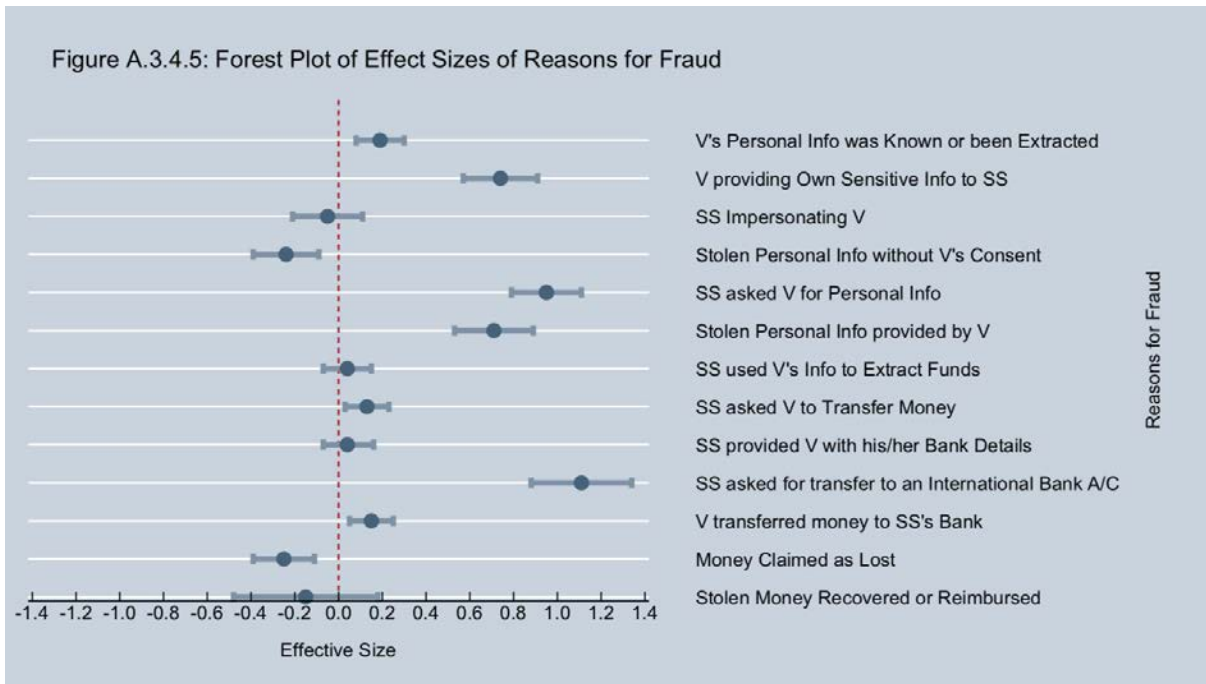 Figure A.3.4.5: Forest Plot of Effect Sizes of Reasons for Fraud
V's Personal Info was Known or been Extracted
V providing Own Sensitive Info to SS
SS Impersonating V
Stolen Personal Info without V's Consent
SS asked V for Personal Info
Stolen Personal Info provided by V
SS used V's Info to Extract Funds
SS asked V to Transfer Money
SS provided V with his/her Bank Details
SS asked for transfer to an International Bank A/C
V transferred money to SS's Bank
Money Claimed as Lost
Stolen Money Recovered or Reimbursed
Reasons for Fraud
-1.4 -1.2 -1.0 -0.8 -0.6 -0.4 -0.2 0.0 0.2 0.4 0.6 0.8 1.0 1.2 1.4
Effective Size